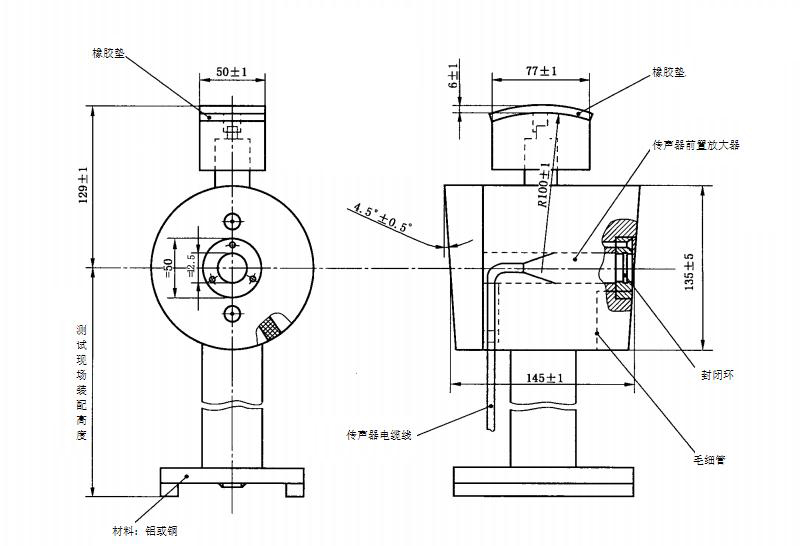 橡胶垫
50±1
6±1
77±1
橡胶垫
传声器前置放大器
129±1
R100±1
4.5°±0.5°
≈50
≈12.5
135±5
测试现场装配高度
145±1
封闭环
传声器电缆线
毛细管
材料：铝或钢